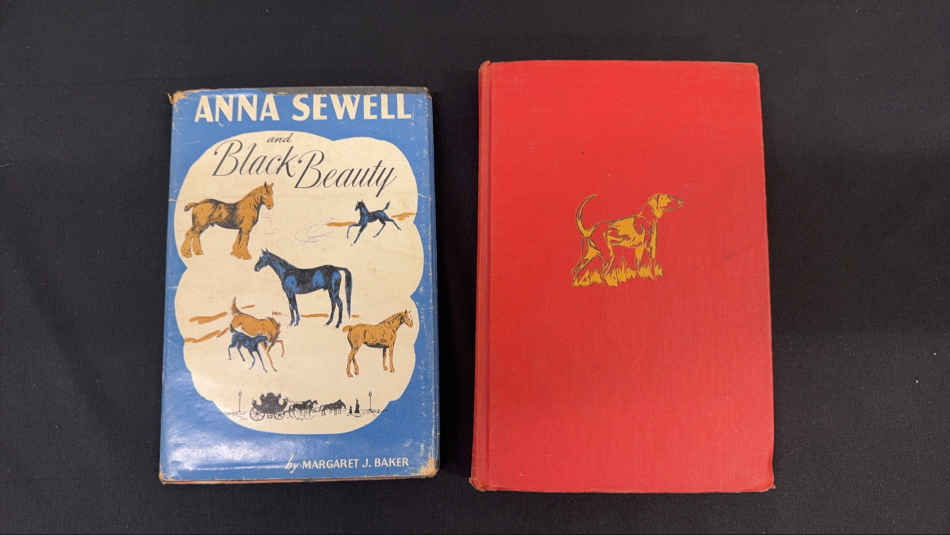 ANNA SEWELL
and
Black Beauty
by MARGARET J. BAKER